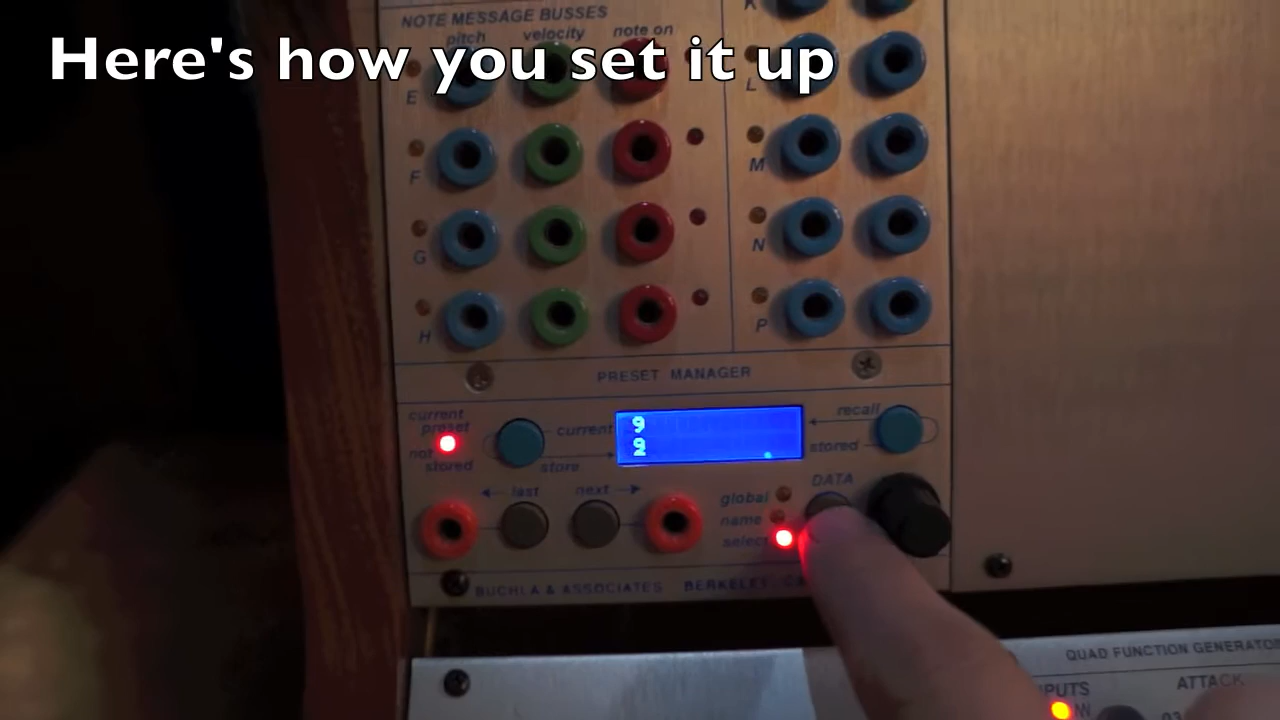 Here's how you set it up
NOTE MESSAGE BUSSES
pitch velocity note on
K
E
L
F
M
G
N
H
P
PRESET MANAGER
current
preset
not
stored
current
store
9
2
recall
stored
last
next
DATA
global
name
select
BUCHLA & ASSOCIATES BERKELEY
QUAD FUNCTION GENERATOR
ATTACK